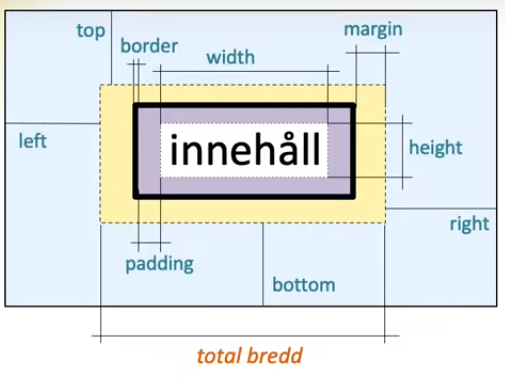 top
border
width
margin
left
innehåll
height
right
padding
bottom
total bredd